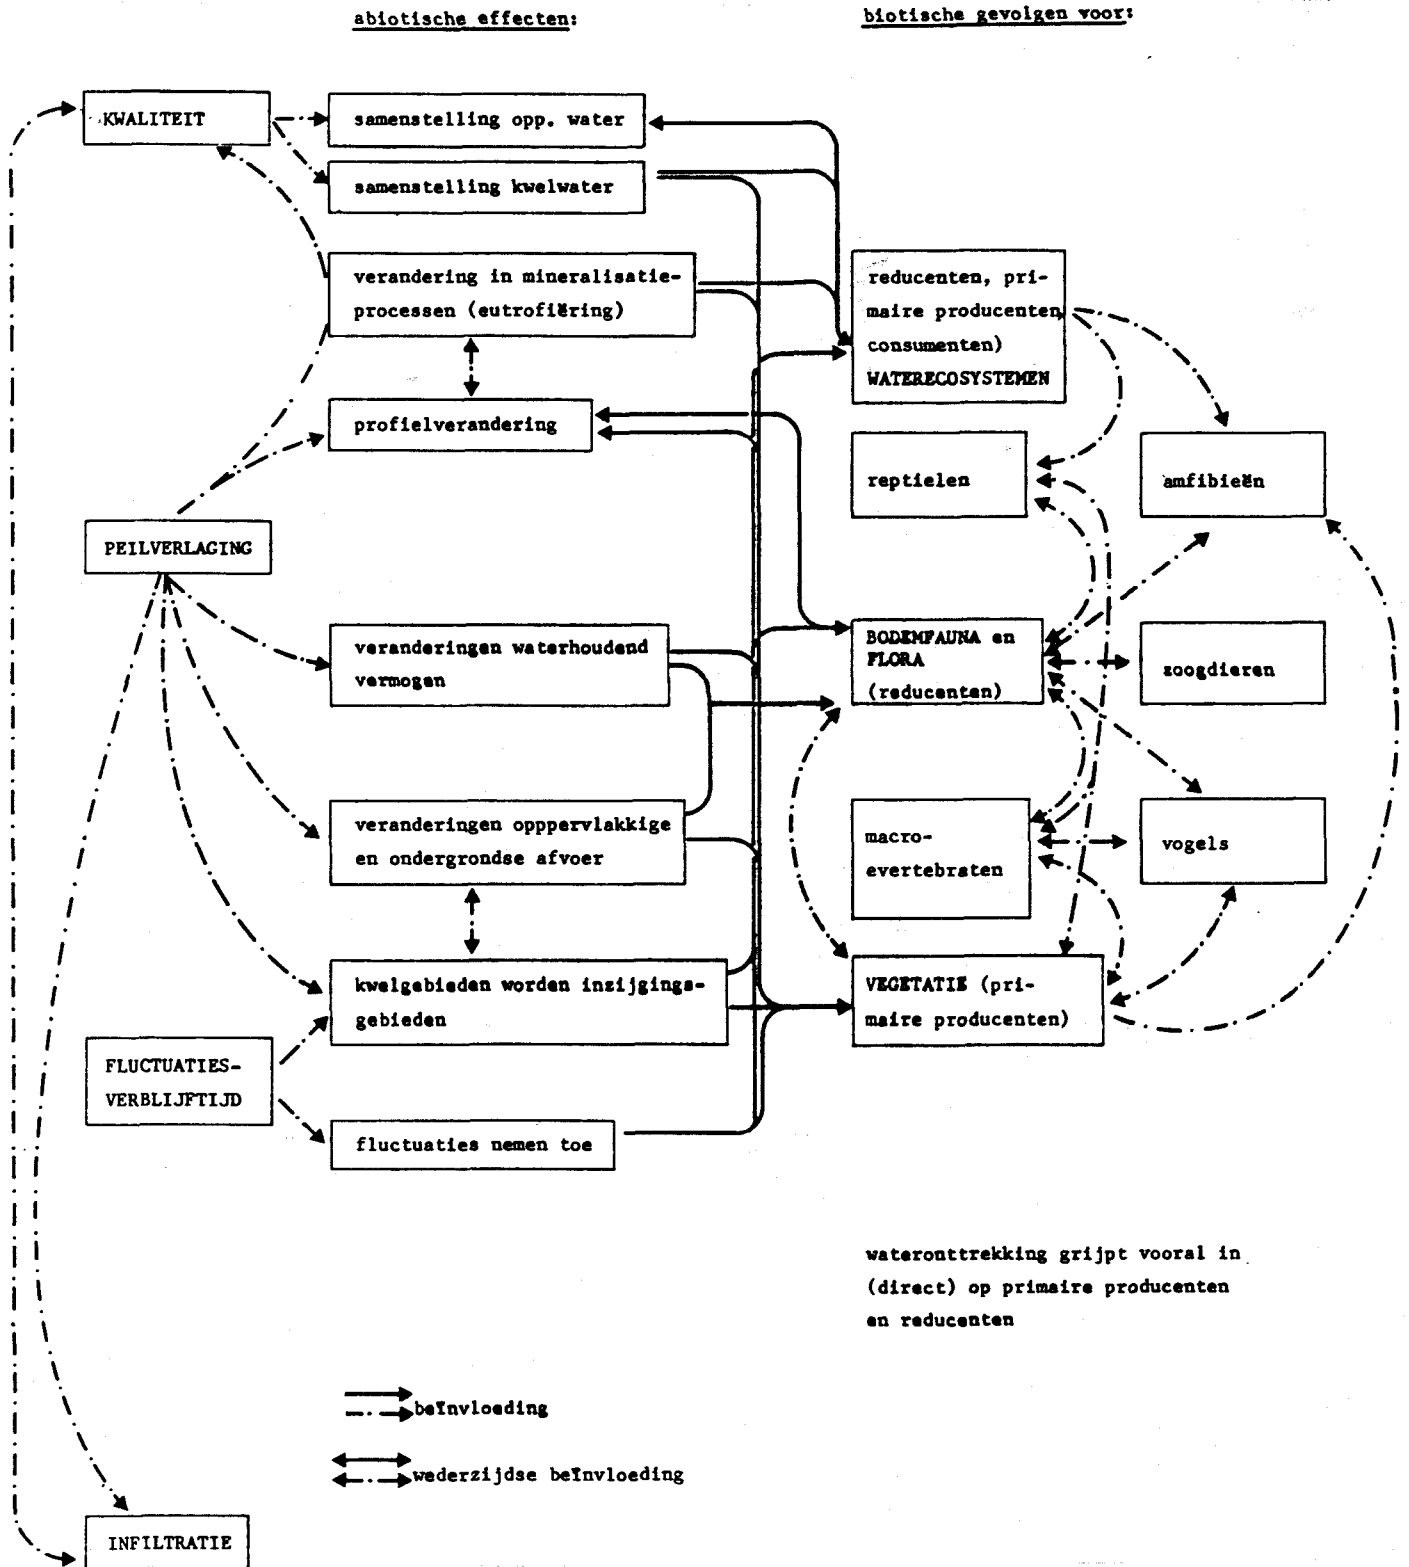 abiotische effecten:
biotische gevolgen voor:
KWALITEIT
samenstelling opp. water
samenstelling kwelwater
verandering in mineralisatie-
processen (eutrofiëring)
reducenten, pri-
maire producenten,
consumenten)
WATERECOSYSTEMEN
profielverandering
reptielen
amfibieën
PEILVERLAGING
veranderingen waterhoudend
vermogen
BODEMFAUNA en
FLORA
(reducenten)
zoogdieren
veranderingen opppervlakkige
en ondergrondse afvoer
macro-
evertebraten
vogels
kwelgebieden worden inzijgings-
gebieden
VEGETATIE (pri-
maire producenten)
FLUCTUATIES-
VERBLIJFTIJD
fluctuaties nemen toe
wateronttrekking grijpt vooral in
(direct) op primaire producenten
en reducenten
beïnvloeding
wederzijdse beïnvloeding
INFILTRATIE